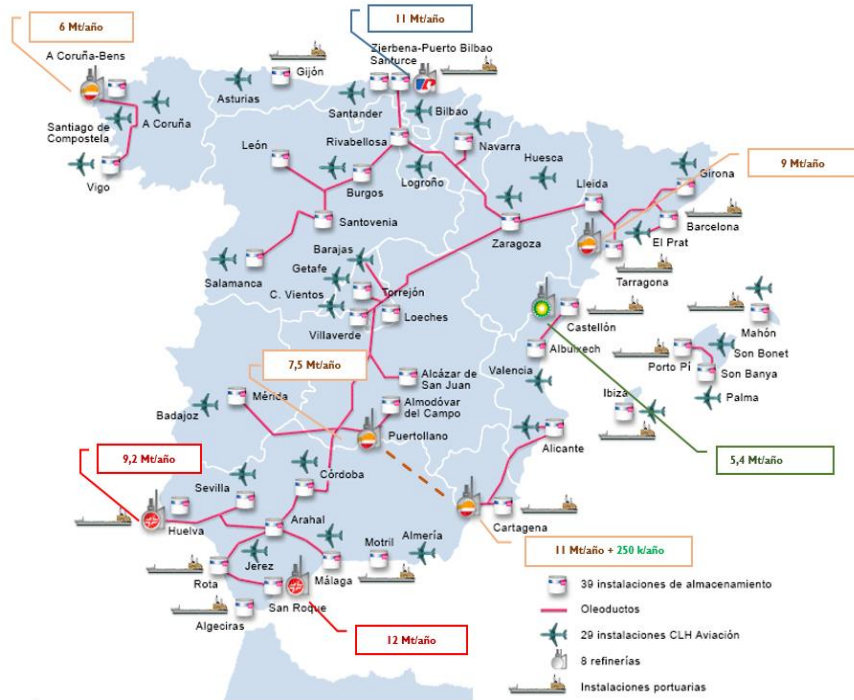 6 Mt/año
11 Mt/año
A Coruña-Bens
Zierbena-Puerto Bilbao
Santurce
Gijón
Asturias
Santander
Bilbao
A Coruña
Santiago de
Compostela
Vigo
León
Rivabellosa
Navarra
Huesca
Girona
9 Mt/año
Burgos
Logroño
Lleida
Santovenia
Zaragoza
Barcelona
El Prat
Tarragona
Salamanca
Barajas
Getafe
C. Vientos
Torrejón
Loeches
Villaverde
Castellón
Albuixech
Mahón
Son Bonet
Porto Pí
Son Banya
Palma
Ibiza
7,5 Mt/año
Alcázar de
San Juan
Valencia
Mérida
Badajoz
Almodóvar
del Campo
Puertollano
Alicante
5,4 Mt/año
9,2 Mt/año
Sevilla
Córdoba
Huelva
Arahal
Cartagena
Motril
Almería
11 Mt/año + 250 k/año
Jerez
Rota
Málaga
San Roque
Algeciras
12 Mt/año
39 instalaciones de almacenamiento
Oleoductos
29 instalaciones CLH Aviación
8 refinerías
Instalaciones portuarias